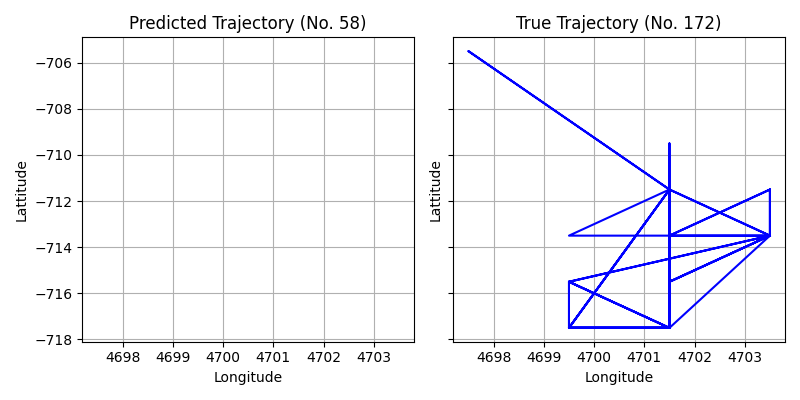 Predicted Trajectory (No. 58)
True Trajectory (No. 172)
Lattitude
−706
−708
−710
−712
−714
−716
−718
4698 4699 4700 4701 4702 4703
Longitude
Lattitude
4698 4699 4700 4701 4702 4703
Longitude